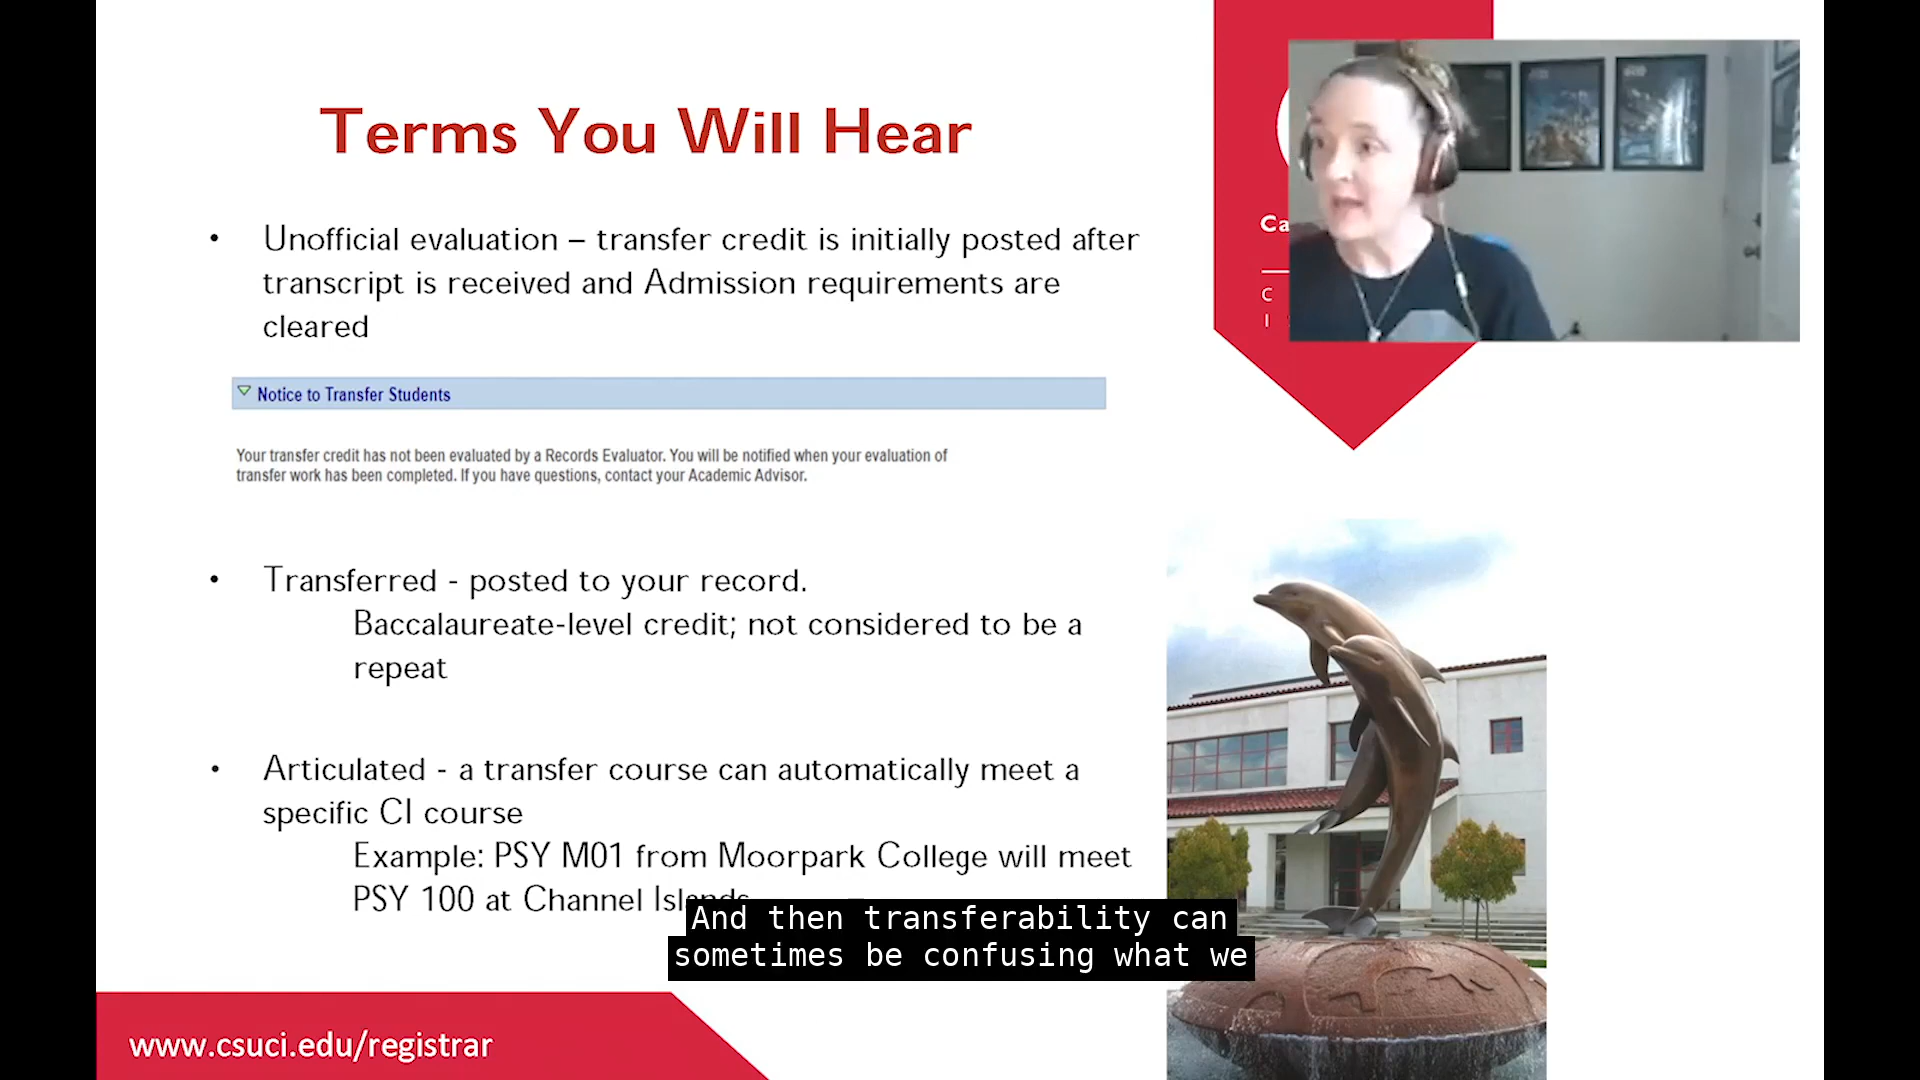 Terms You Will Hear
• Unofficial evaluation – transfer credit is initially posted after
transcript is received and Admission requirements are
cleared
Notice to Transfer Students
Your transfer credit has not been evaluated by a Records Evaluator. You will be notified when your evaluation of
transfer work has been completed. If you have questions, contact your Academic Advisor.
• Transferred - posted to your record.
Baccalaureate-level credit; not considered to be a
repeat
• Articulated - a transfer course can automatically meet a
specific CI course
Example: PSY M01 from Moorpark College will meet
PSY 100 at Channel Islands
And then transferability can
sometimes be confusing what we
www.csuci.edu/registrar
Ca
C
I